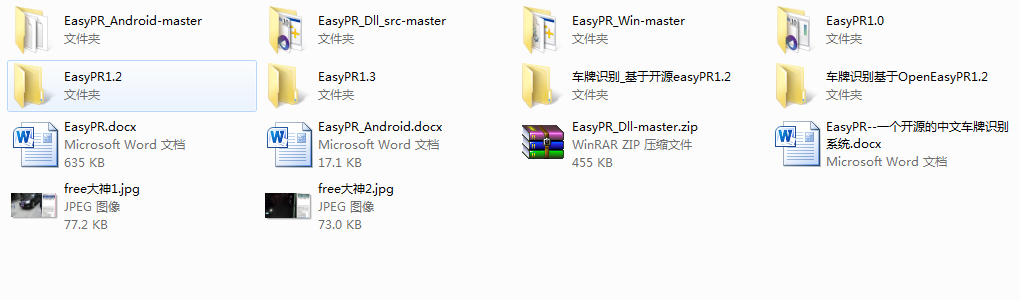 EasyPR_Android-master
文件夹
EasyPR_Dll_src-master
文件夹
EasyPR_Win-master
文件夹
EasyPR1.0
文件夹
EasyPR1.2
文件夹
EasyPR1.3
文件夹
车牌识别_基于开源easyPR1.2
文件夹
车牌识别基于OpenEasyPR1.2
文件夹
EasyPR.docx
Microsoft Word 文档
635 KB
EasyPR_Android.docx
Microsoft Word 文档
17.1 KB
EasyPR_Dll-master.zip
WinRAR ZIP 压缩文件
455 KB
EasyPR--一个开源的中文车牌识别
系统.docx
Microsoft Word 文档
free大神1.jpg
JPEG 图像
77.2 KB
free大神2.jpg
JPEG 图像
73.0 KB